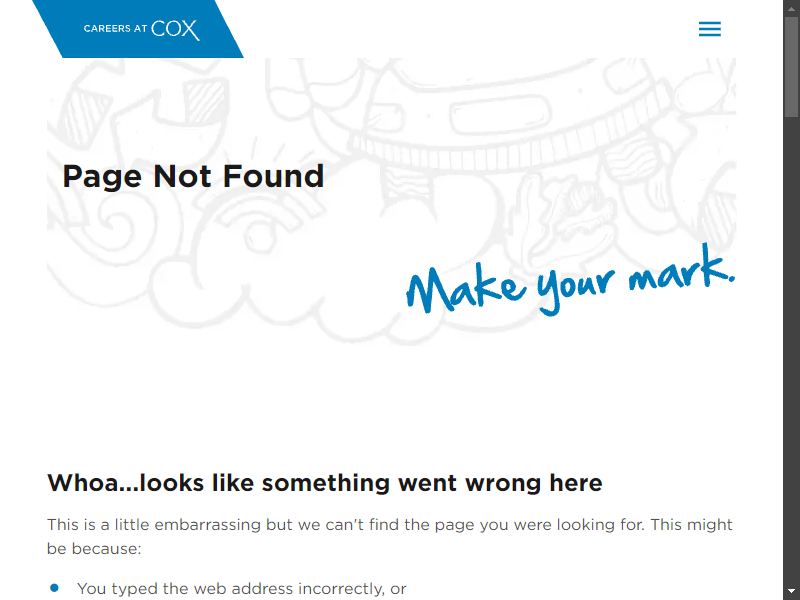 CAREERS AT COX
Page Not Found
Make your mark.
Whoa...looks like something went wrong here
This is a little embarrassing but we can't find the page you were looking for. This might
be because:
You typed the web address incorrectly, or